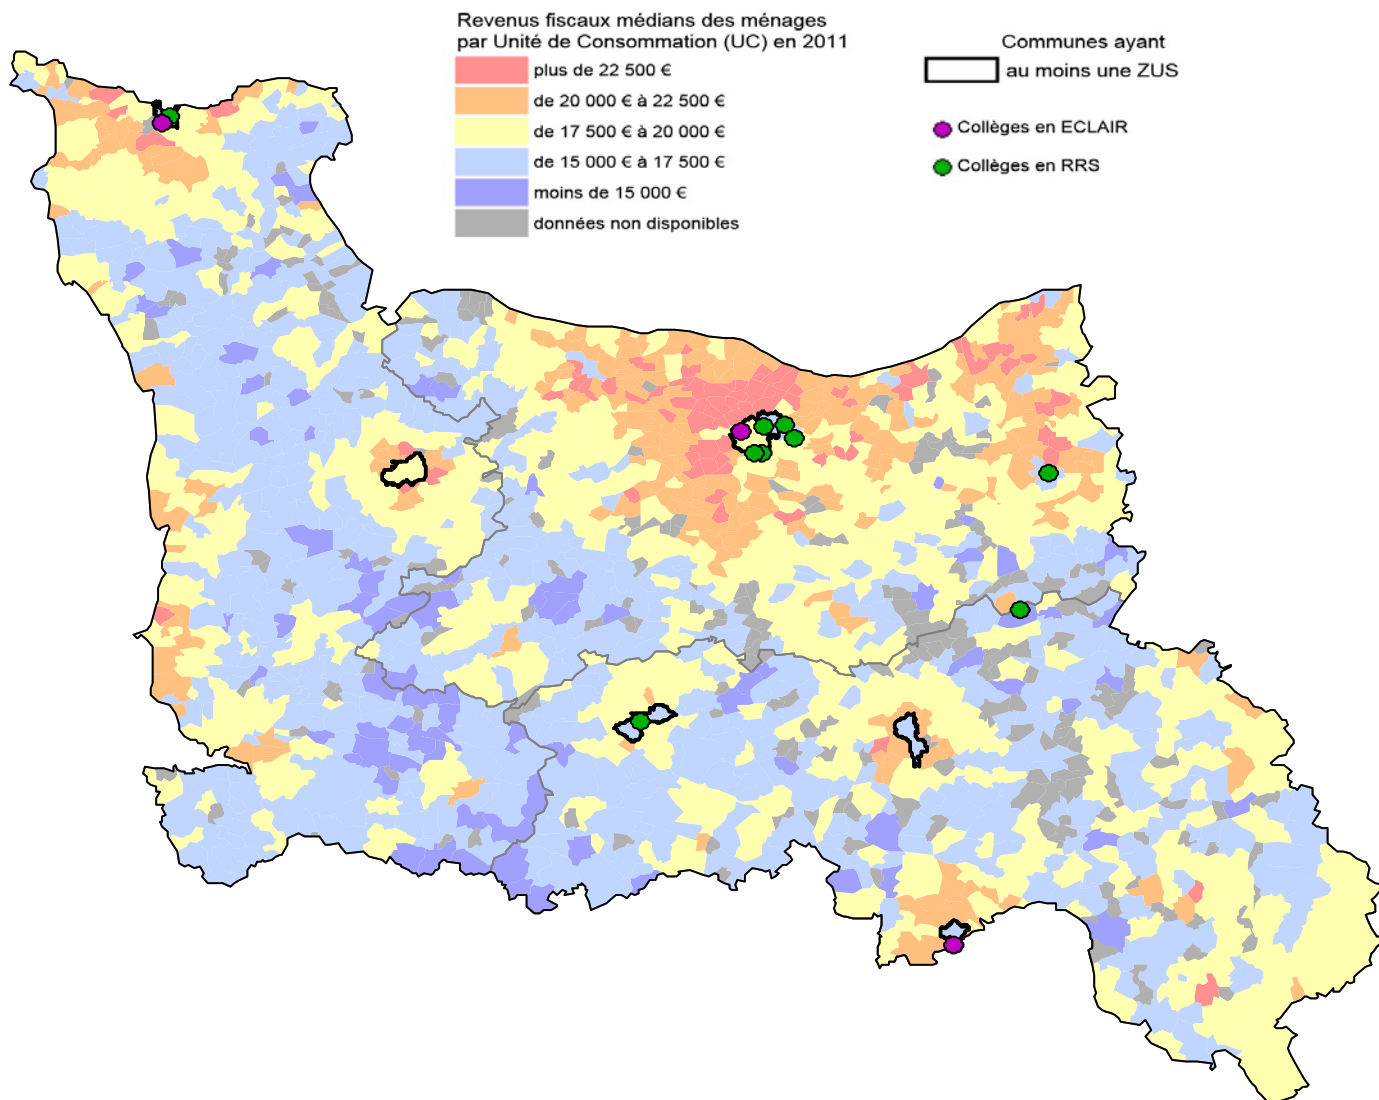 Revenus fiscaux médians des ménages
par Unité de Consommation (UC) en 2011
plus de 22 500 €
de 20 000 € à 22 500 €
de 17 500 € à 20 000 €
de 15 000 € à 17 500 €
moins de 15 000 €
données non disponibles
Communes ayant
au moins une ZUS
Collèges en ECLAIR
Collèges en RRS